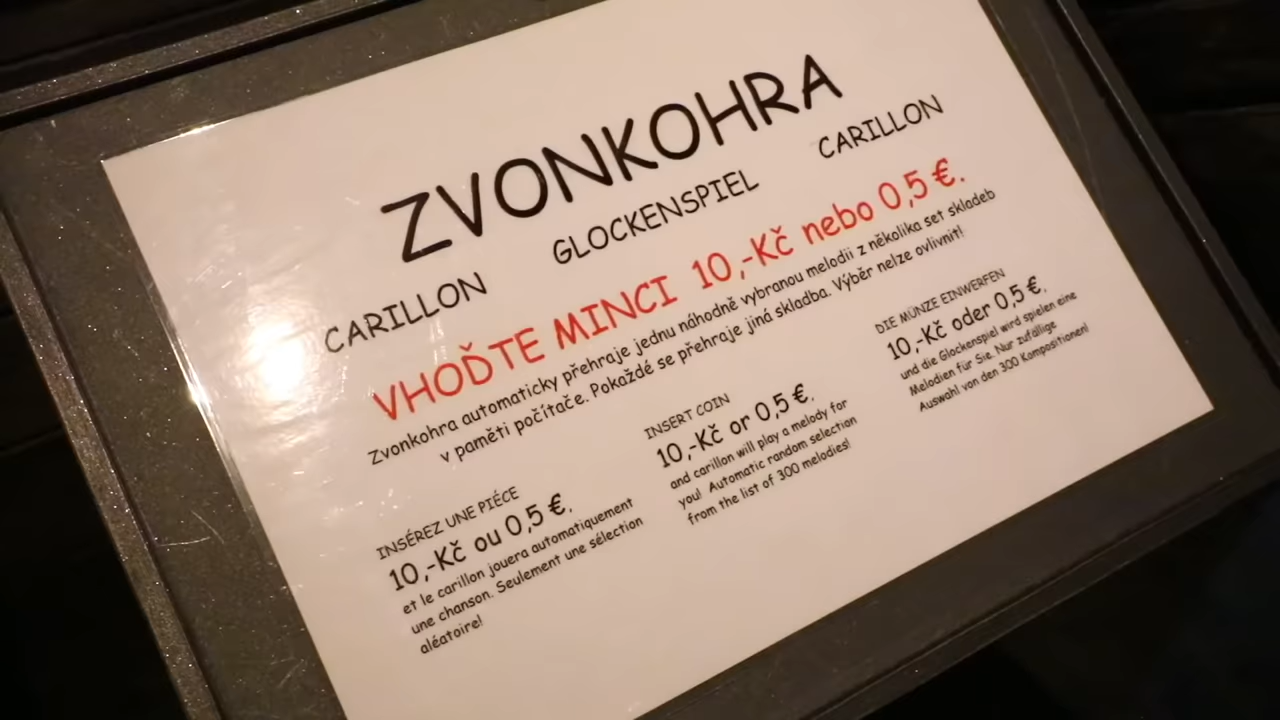 ZVONKOHRA
CARILLON GLOCKENSPIEL CARILLON
VHOĎTE MINCI 10,-Kč nebo 0,5 €.
Zvonkohra automaticky přehraje jednu náhodně vybranou melodii z několika set skladeb
v paměti počítače. Pokaždé se přehraje jiná skladba. Výběr nelze ovlivnit!
INSÉREZ UNE PIÉCE
10,-Kč ou 0,5 €.
et le carillon jouera automatiquement
une chanson. Seulement une sélection
aléatoire!
INSERT COIN
10,-Kč or 0,5 €.
and carillon will play a melody for
you! Automatic random selection
from the list of 300 melodies!
DIE MÜNZE EINWERFEN
10,-Kč oder 0,5 €.
und die Glockenspiel wird spielen eine
Melodien für Sie. Nur zufällige
Auswahl von den 300 Kompositionen!